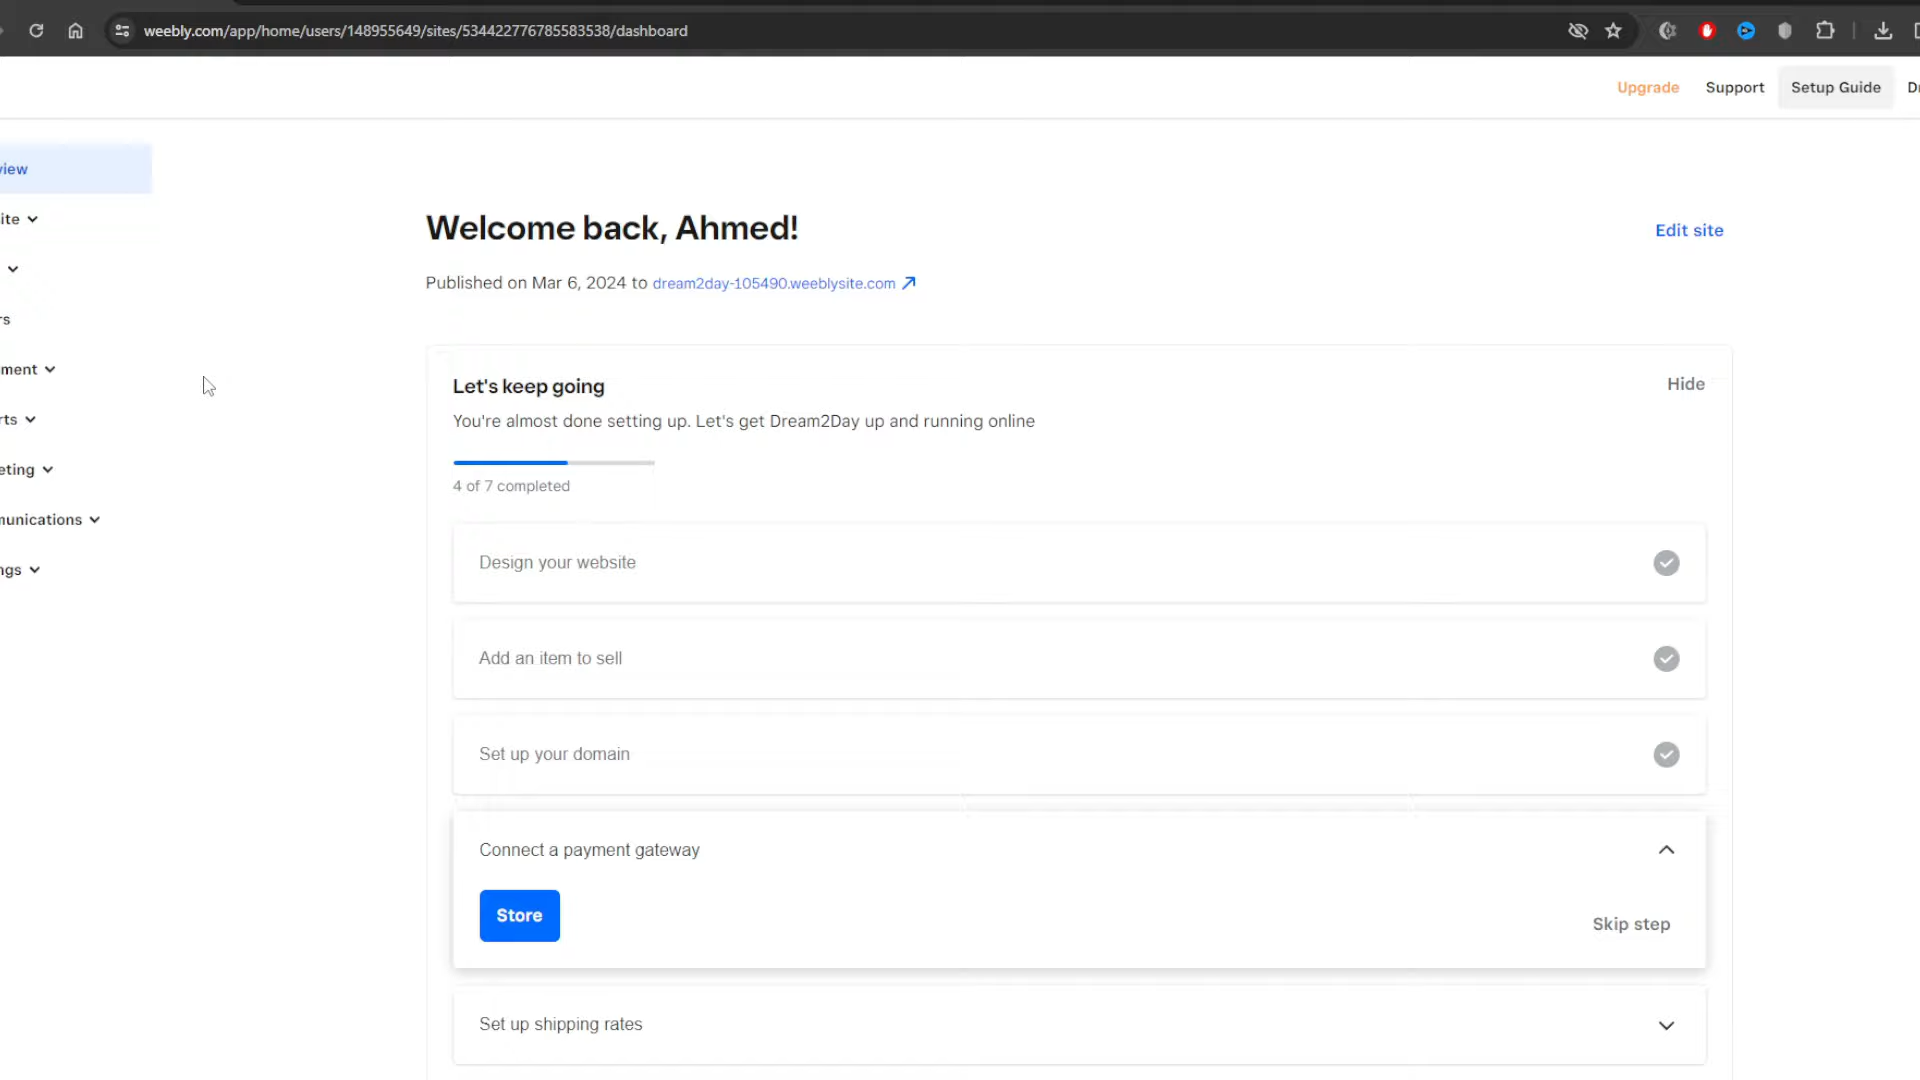 weebly.com/app/home/users/148955649/sites/534422776785583538/dashboard
Upgrade
Support
Setup Guide
view
ite
rs
ment
rts
eting
munications
ngs
Welcome back, Ahmed!
Edit site
Published on Mar 6, 2024 to dream2day-105490.weeblysite.com
Let's keep going
Hide
You're almost done setting up. Let's get Dream2Day up and running online
4 of 7 completed
Design your website
Add an item to sell
Set up your domain
Connect a payment gateway
Store
Skip step
Set up shipping rates